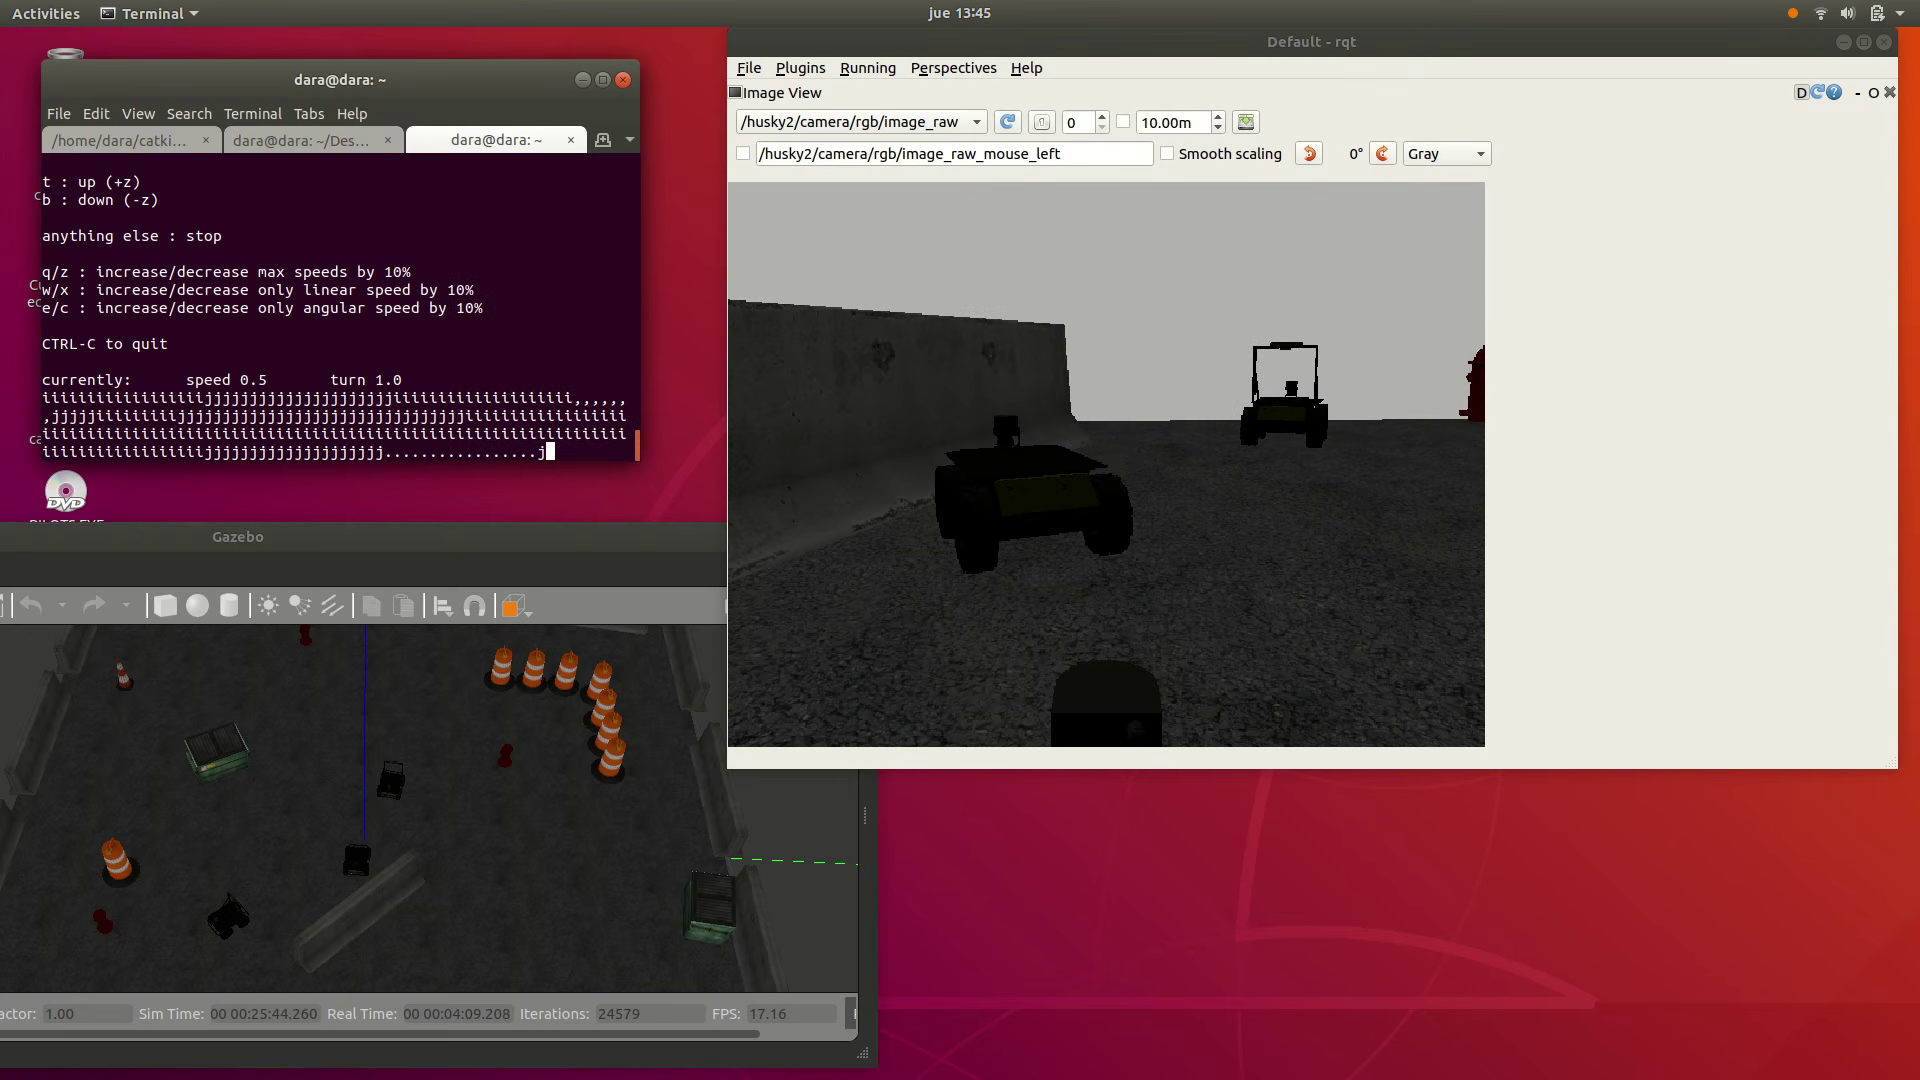 Activities
Terminal
jue 13:45
dara@dara: ~
File Edit View Search Terminal Tabs Help
/home/dara/catki...
dara@dara: ~/Des...
dara@dara: ~
t : up (+z)
b : down (-z)
anything else : stop
q/z : increase/decrease max speeds by 10%
w/x : increase/decrease only linear speed by 10%
e/c : increase/decrease only angular speed by 10%
CTRL-C to quit
currently: speed 0.5 turn 1.0
DVD
Default - rqt
File Plugins Running Perspectives Help
Image View
D
- O
/husky2/camera/rgb/image_raw
0
10.00m
/husky2/camera/rgb/image_raw_mouse_left
Smooth scaling
0°
Gray
Gazebo
actor: 1.00 Sim Time: 00 00:25:44.260 Real Time: 00 00:04:09.208 Iterations: 24579 FPS: 17.16